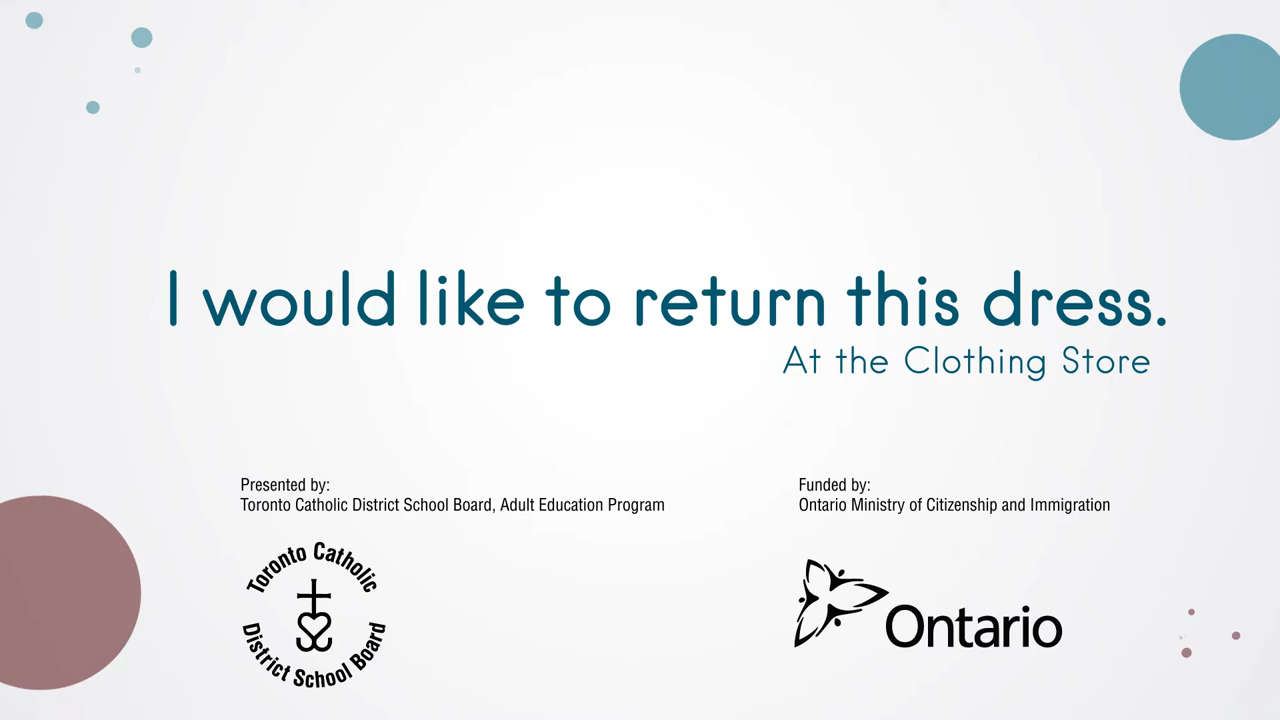 I would like to return this dress.
At the Clothing Store
Presented by:
Toronto Catholic District School Board, Adult Education Program
Funded by:
Ontario Ministry of Citizenship and Immigration
Toronto Catholic
District School Board
Ontario